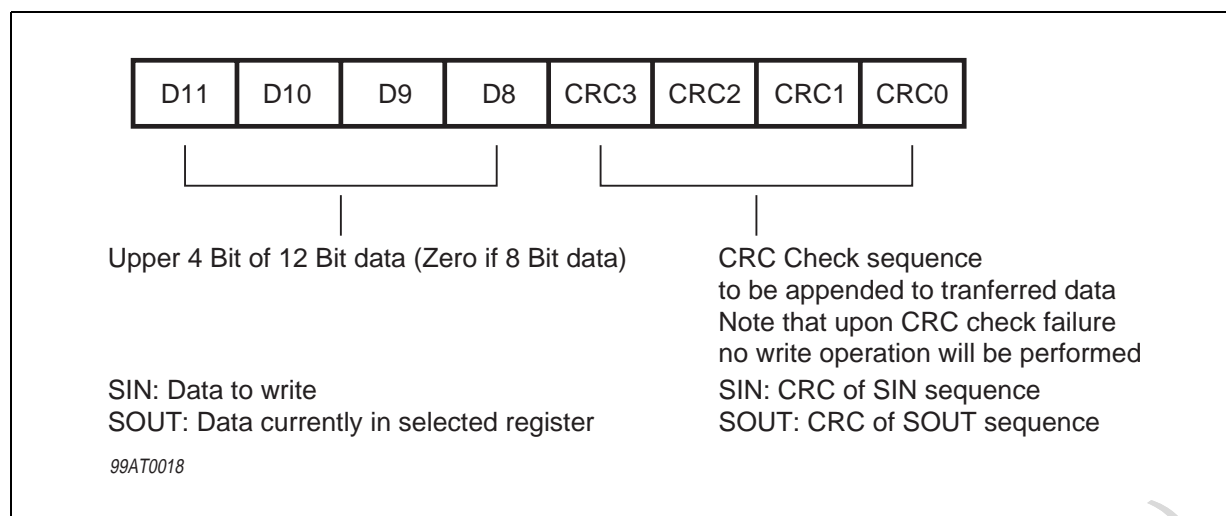 D11 D10 D9 D8 CRC3 CRC2 CRC1 CRC0
Upper 4 Bit of 12 Bit data (Zero if 8 Bit data)
CRC Check sequence
to be appended to tranferred data
Note that upon CRC check failure
no write operation will be performed
SIN: Data to write
SOUT: Data currently in selected register
SIN: CRC of SIN sequence
SOUT: CRC of SOUT sequence
99AT0018